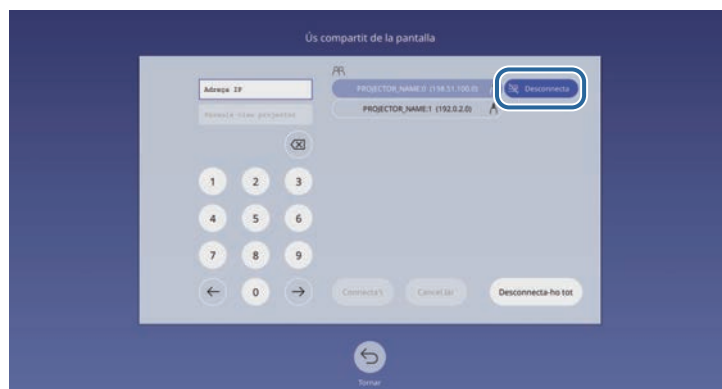 Ús compartit de la pantalla
Adreça IP
PROJECTOR_NAME:0 (198.51.100.0)
Desconnecta
PROJECTOR_NAME:1 (192.0.2.0)
1 2 3
4 5 6
7 8 9
0
Connecta't
Cancel·lar
Desconnecta-ho tot
Tornar